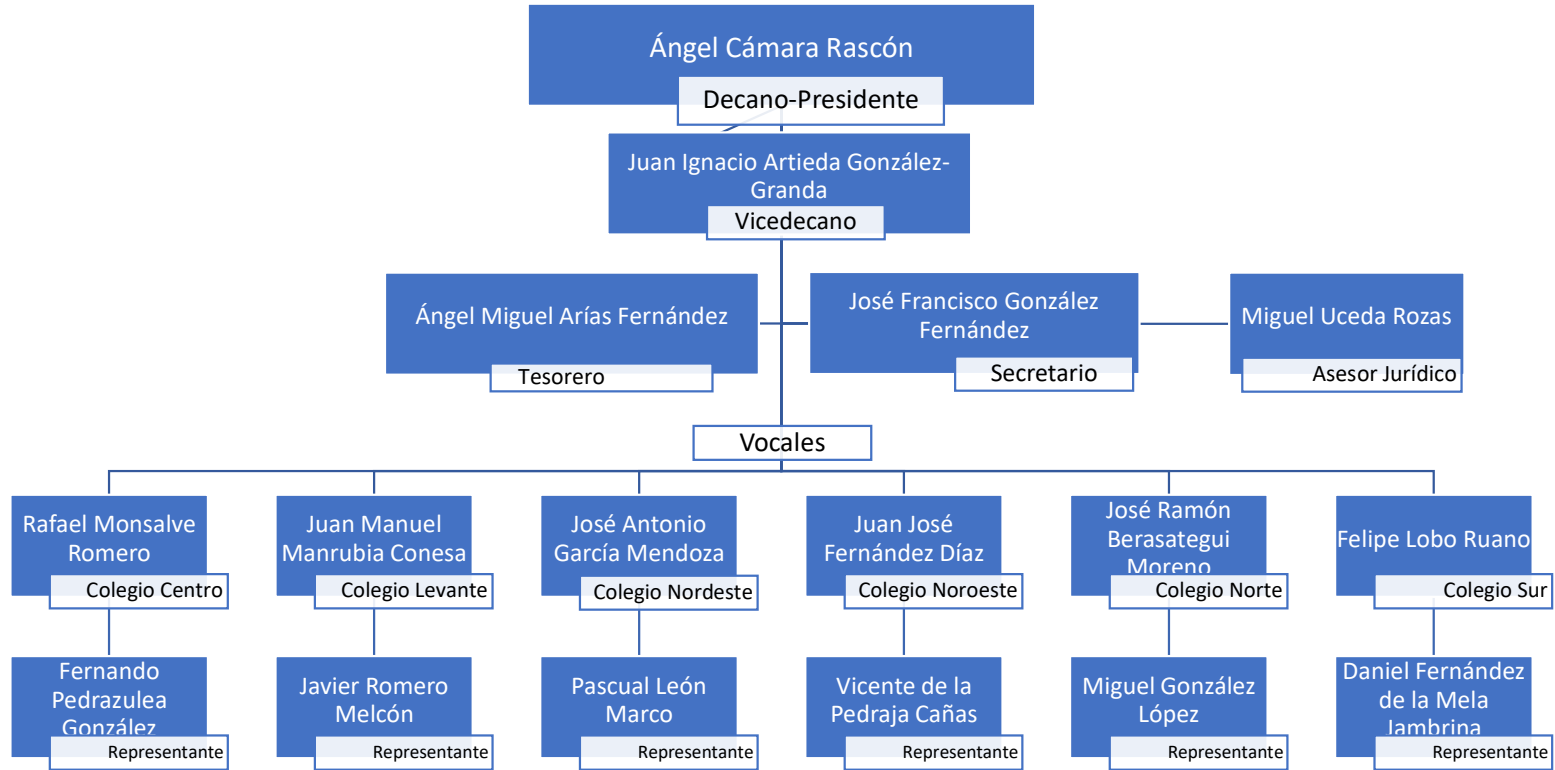 Ángel Cámara Rascón
Decano-Presidente
Juan Ignacio Artieda González-
Granda
Vicedecano
Ángel Miguel Arías Fernández
Tesorero
José Francisco González
Fernández
Secretario
Miguel Uceda Rozas
Asesor Jurídico
Vocales
Rafael Monsalve
Romero
Colegio Centro
Juan Manuel
Manrubia Conesa
Colegio Levante
José Antonio
García Mendoza
Colegio Nordeste
Juan José
Fernández Díaz
Colegio Noroeste
José Ramón
Berasategui
Moreno
Colegio Norte
Felipe Lobo Ruano
Colegio Sur
Fernando
Pedrazulea
González
Representante
Javier Romero
Melcón
Representante
Pascual León
Marco
Representante
Vicente de la
Pedraja Cañas
Representante
Miguel González
López
Representante
Daniel Fernández
de la Mela
Jambrina
Representante